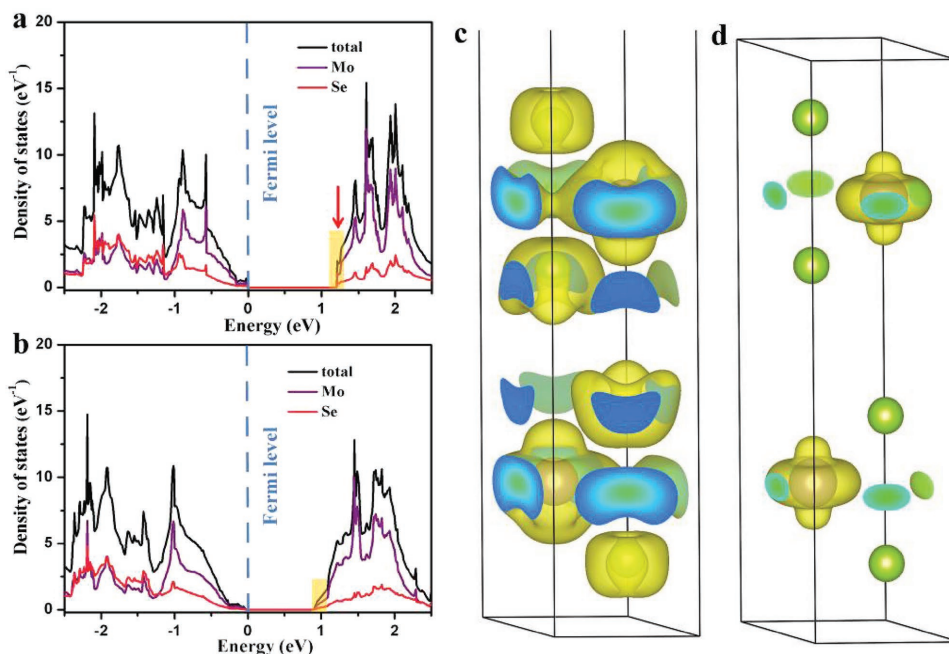 a
20
15
10
5
0
Density of states (eV-1)
total
Mo
Se
Fermi level
-2
-1
0
1
2
Energy (eV)
b
20
15
10
5
0
Density of states (eV-1)
total
Mo
Se
Fermi level
-2
-1
0
1
2
Energy (eV)
c
d